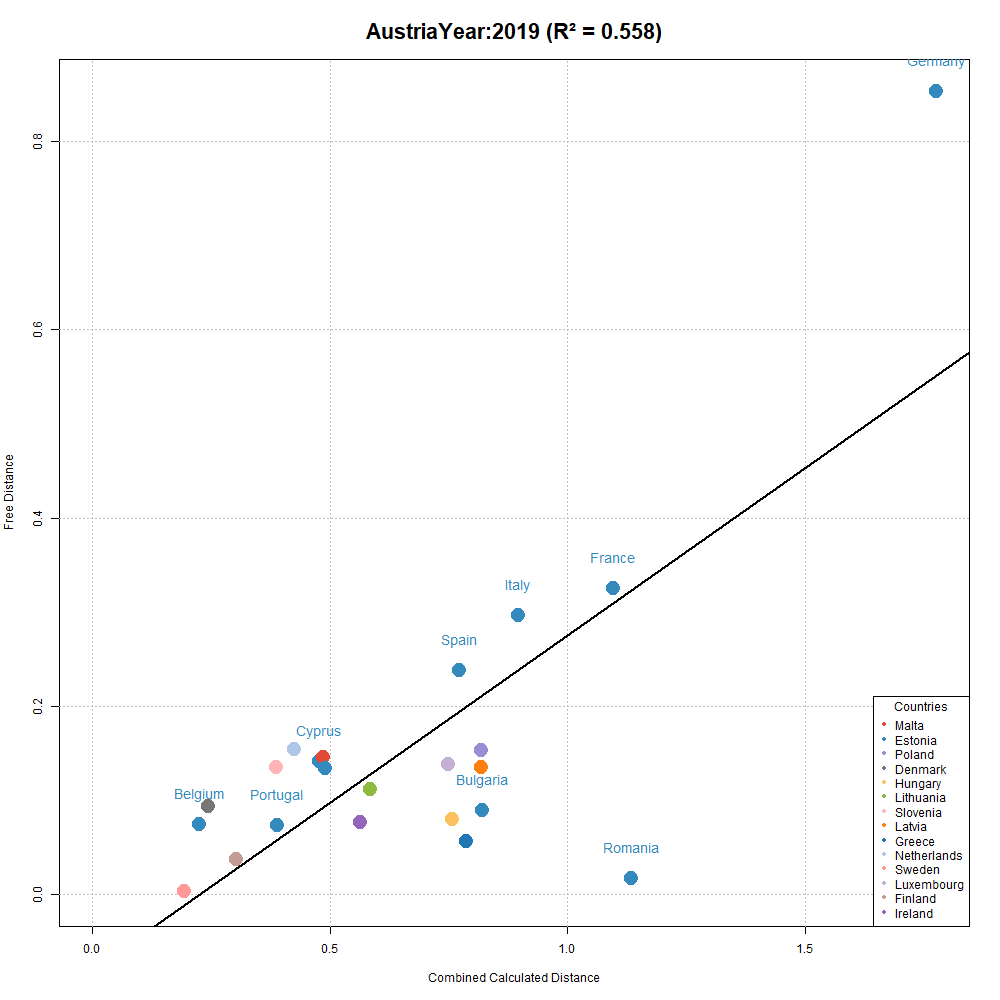 AustriaYear:2019 (R² = 0.558)
Germany
0.8
0.6
Free Distance
0.4
France
Italy
Spain
0.2
Cyprus
Belgium
Portugal
Bulgaria
Romania
0.0
Countries
Malta
Estonia
Poland
Denmark
Hungary
Lithuania
Slovenia
Latvia
Greece
Netherlands
Sweden
Luxembourg
Finland
Ireland
0.0 0.5 1.0 1.5
Combined Calculated Distance